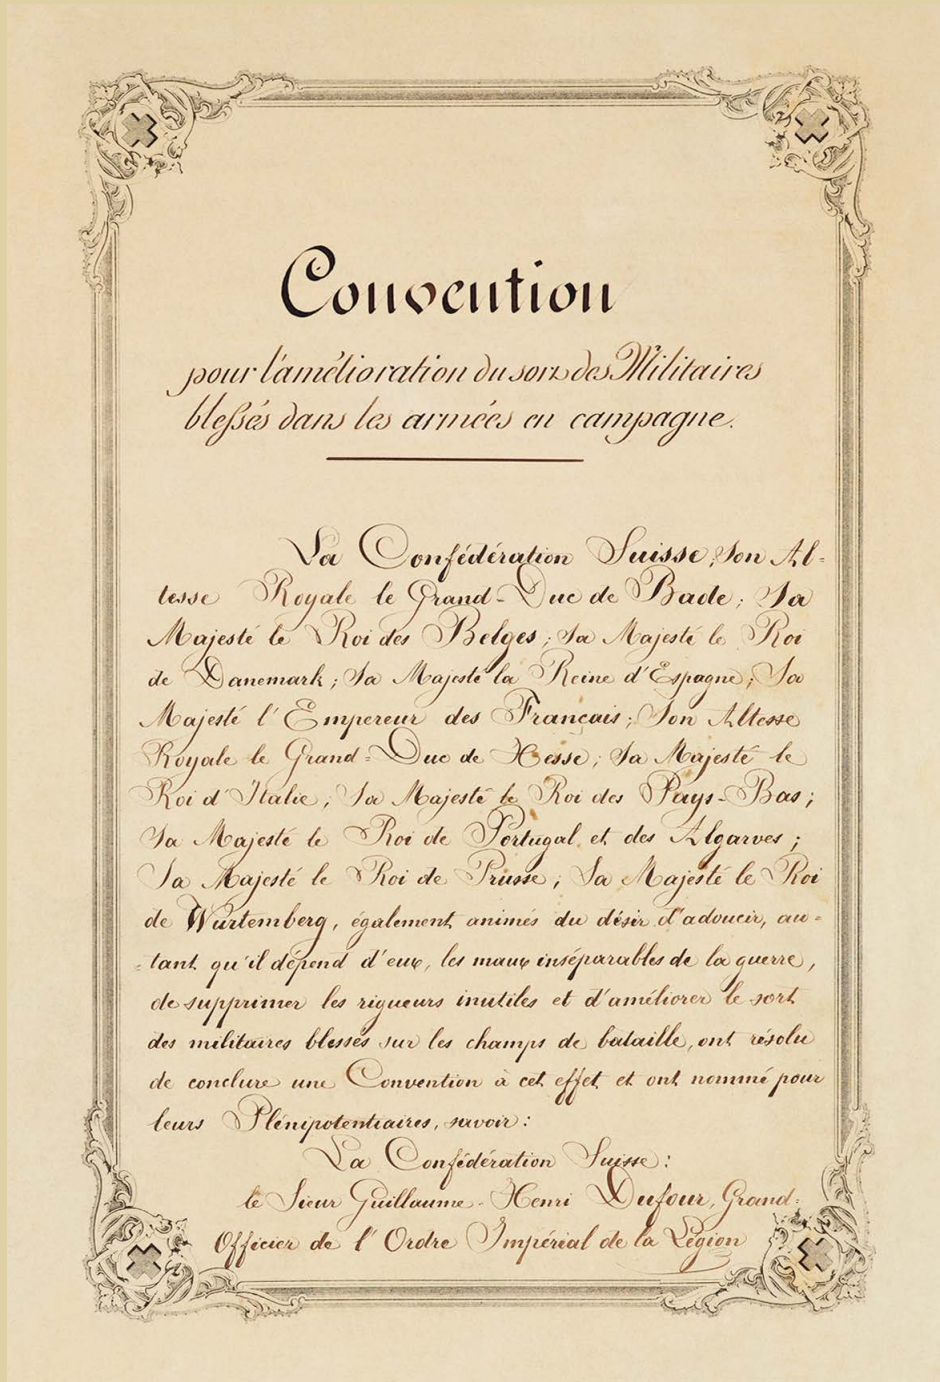 Convention
pour l'amélioration du sort des Militaires
blessés dans les armées en campagne.
La Confédération Suisse; Son Al-
tesse Royale le Grand-Duc de Bade; Sa
Majesté le Roi des Belges; Sa Majesté le Roi
de Danemark; Sa Majesté la Reine d'Espagne; Sa
Majesté l'Empereur des Français; Son Altesse
Royale le Grand-Duc de Hesse; Sa Majesté le
Roi d'Italie; Sa Majesté le Roi des Pays-Bas;
Sa Majesté le Roi de Portugal et des Algarves;
Sa Majesté le Roi de Prusse; Sa Majesté le Roi
de Wurtemberg, également animés du désir d'adoucir, au-
-tant qu'il dépend d'eux, les maux inséparables de la guerre,
de supprimer les rigueurs inutiles et d'améliorer le sort
des militaires blessés sur les champs de bataille, ont résolu
de conclure une Convention à cet effet et ont nommé pour
leurs Plénipotentiaires, savoir:
La Confédération Suisse:
le Sieur Guillaume-Henri Dufour, Grand-
Officier de l'Ordre Impérial de la Légion